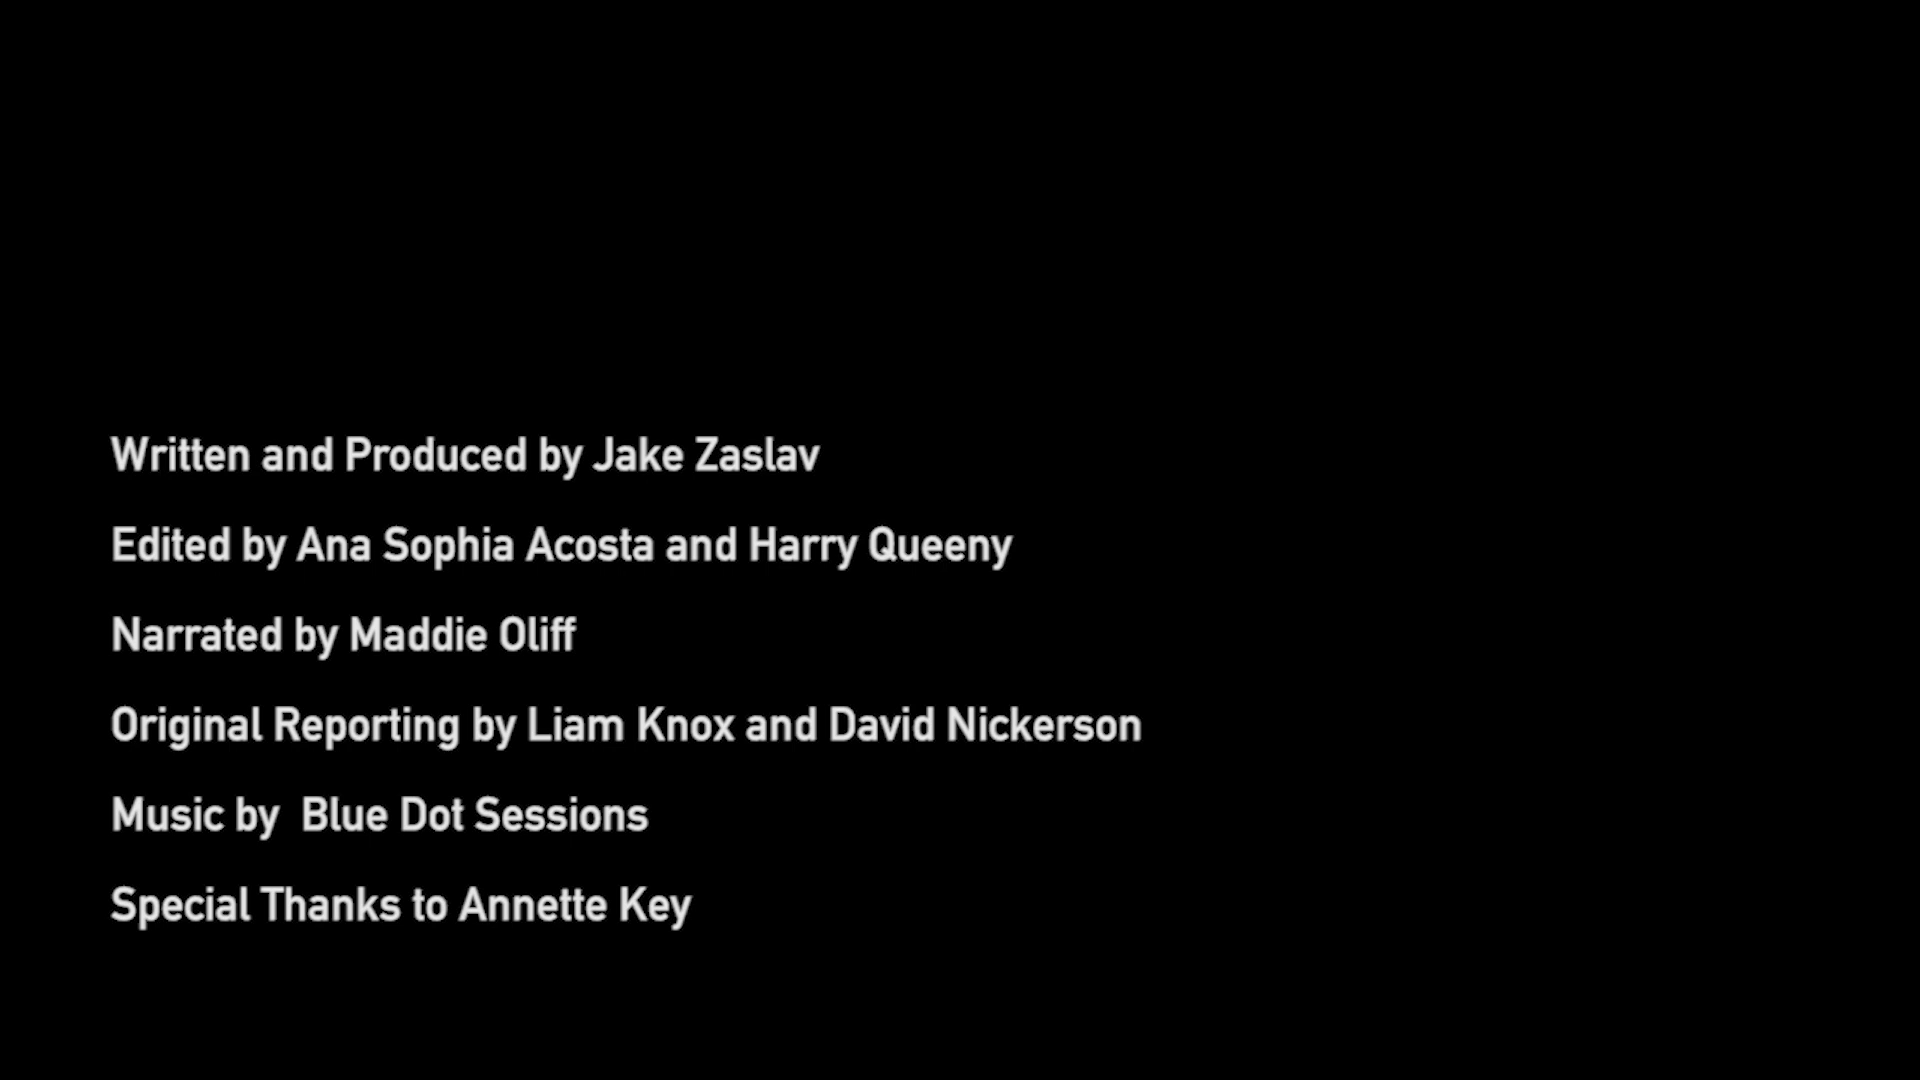 Written and Produced by Jake Zaslav
Edited by Ana Sophia Acosta and Harry Queeny
Narrated by Maddie Oliff
Original Reporting by Liam Knox and David Nickerson
Music by  Blue Dot Sessions
Special Thanks to Annette Key